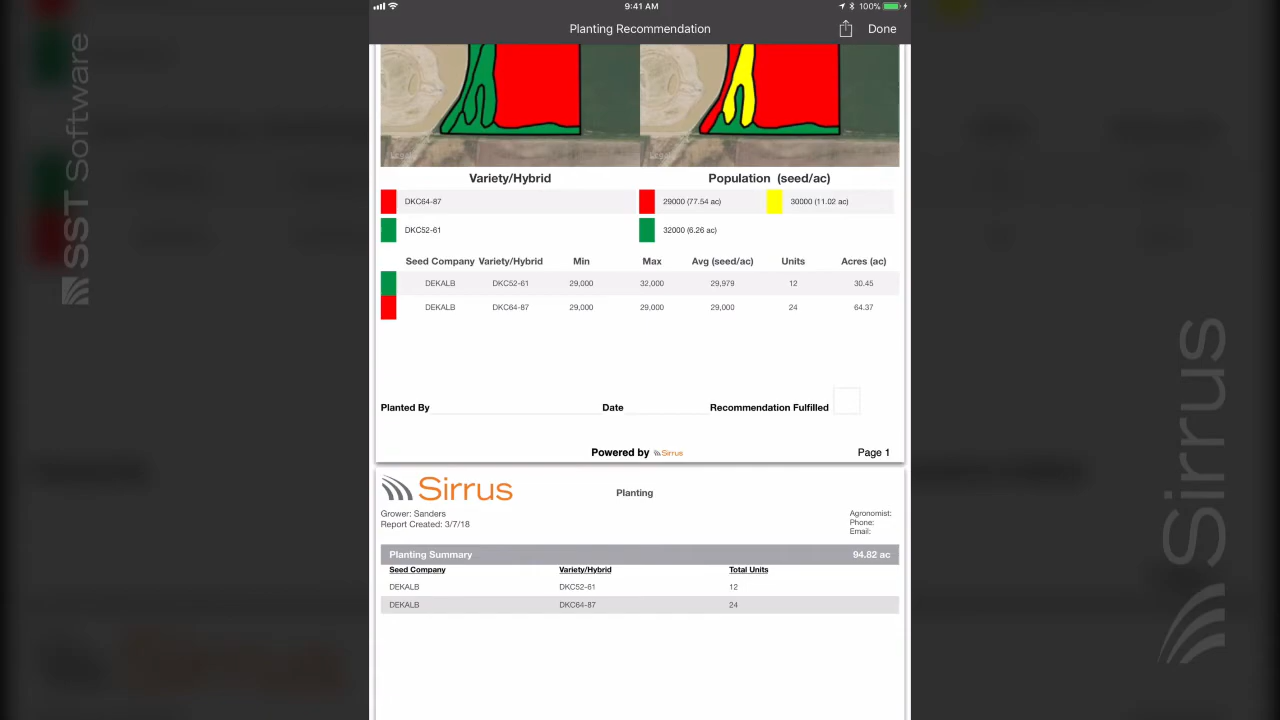 9:41 AM
100%
Planting Recommendation
Done
Legal
Legal
Variety/Hybrid
Population (seed/ac)
DKC64-87
29000 (77.54 ac)
30000 (11.02 ac)
DKC52-61
32000 (6.26 ac)
Seed Company Variety/Hybrid Min Max Avg (seed/ac) Units Acres (ac)
DEKALB DKC52-61 29,000 32,000 29,979 12 30.45
DEKALB DKC64-87 29,000 29,000 29,000 24 64.37
Planted By Date Recommendation Fulfilled
Powered by Sirrus
Page 1
Sirrus
Planting
Grower: Sanders
Report Created: 3/7/18
Agronomist:
Phone:
Email:
Planting Summary 94.82 ac
Seed Company Variety/Hybrid Total Units
DEKALB DKC52-61 12
DEKALB DKC64-87 24
SST Software
Sirrus